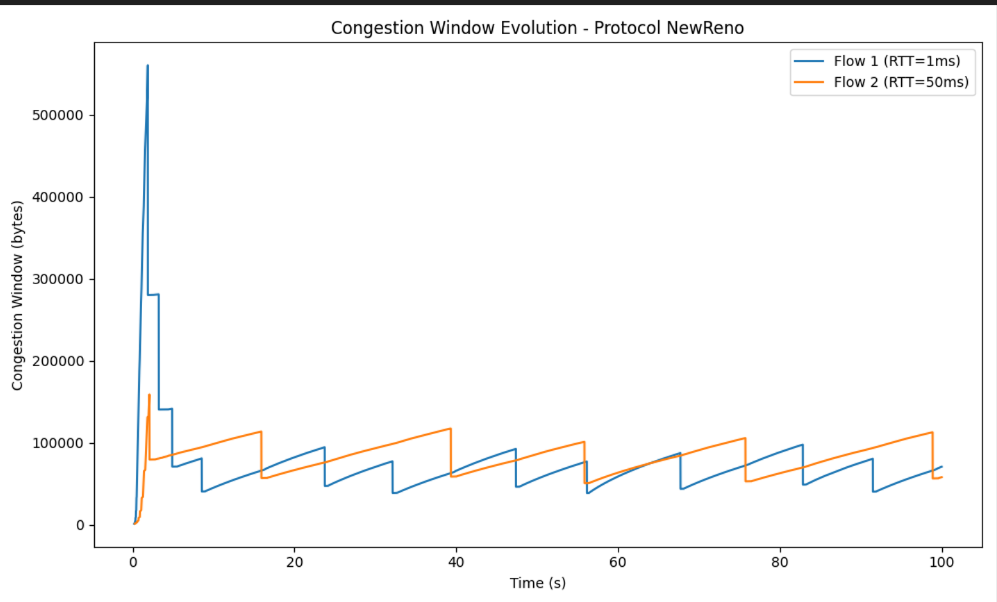 Congestion Window Evolution - Protocol NewReno
Flow 1 (RTT=1ms)
Flow 2 (RTT=50ms)
Congestion Window (bytes)
500000
400000
300000
200000
100000
0
0 20 40 60 80 100
Time (s)